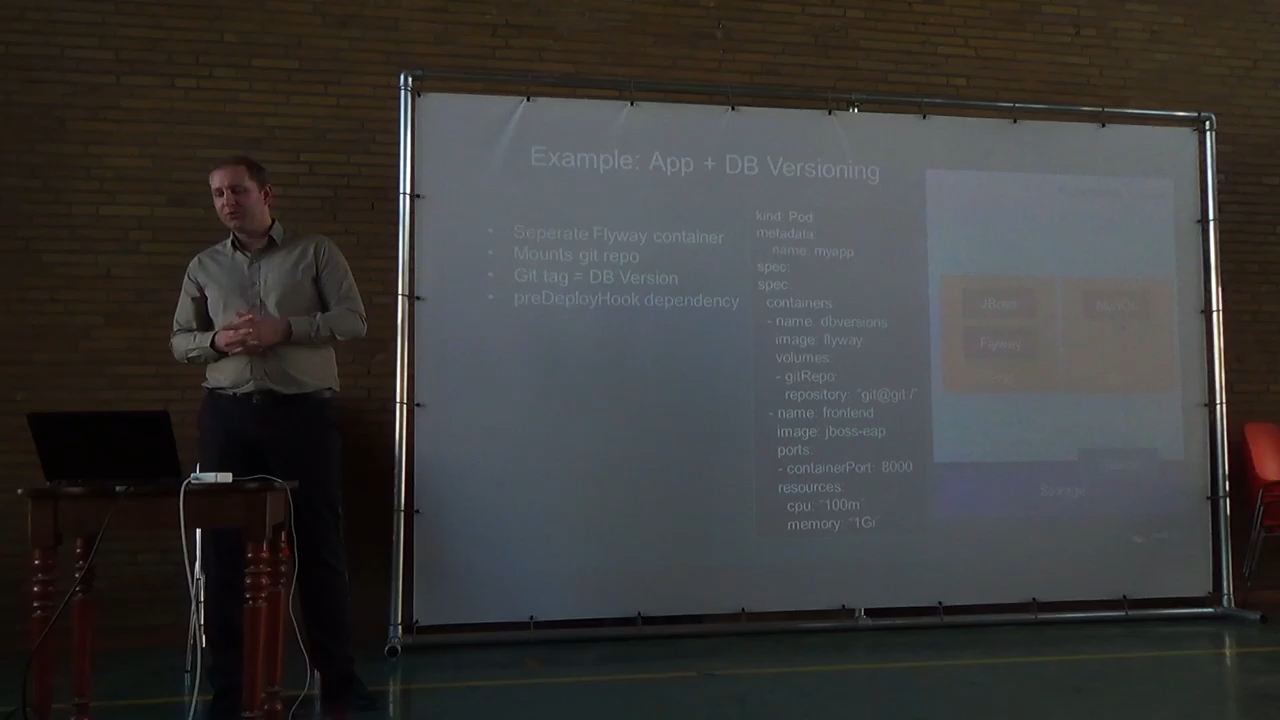 Example: App + DB Versioning
• Seperate Flyway container
• Mounts git repo
• Git tag = DB Version
• preDeployHook dependency
kind: Pod
metadata:
name: myapp
spec:
spec:
containers
- name: dbversions
image: flyway
volumes:
- gitRepo:
repository: "git@git:/"
- name: frontend
image: jboss-eap
ports:
- containerPort: 8000
resources:
cpu: "100m"
memory: "1Gi"
JBoss
Flyway
Storage